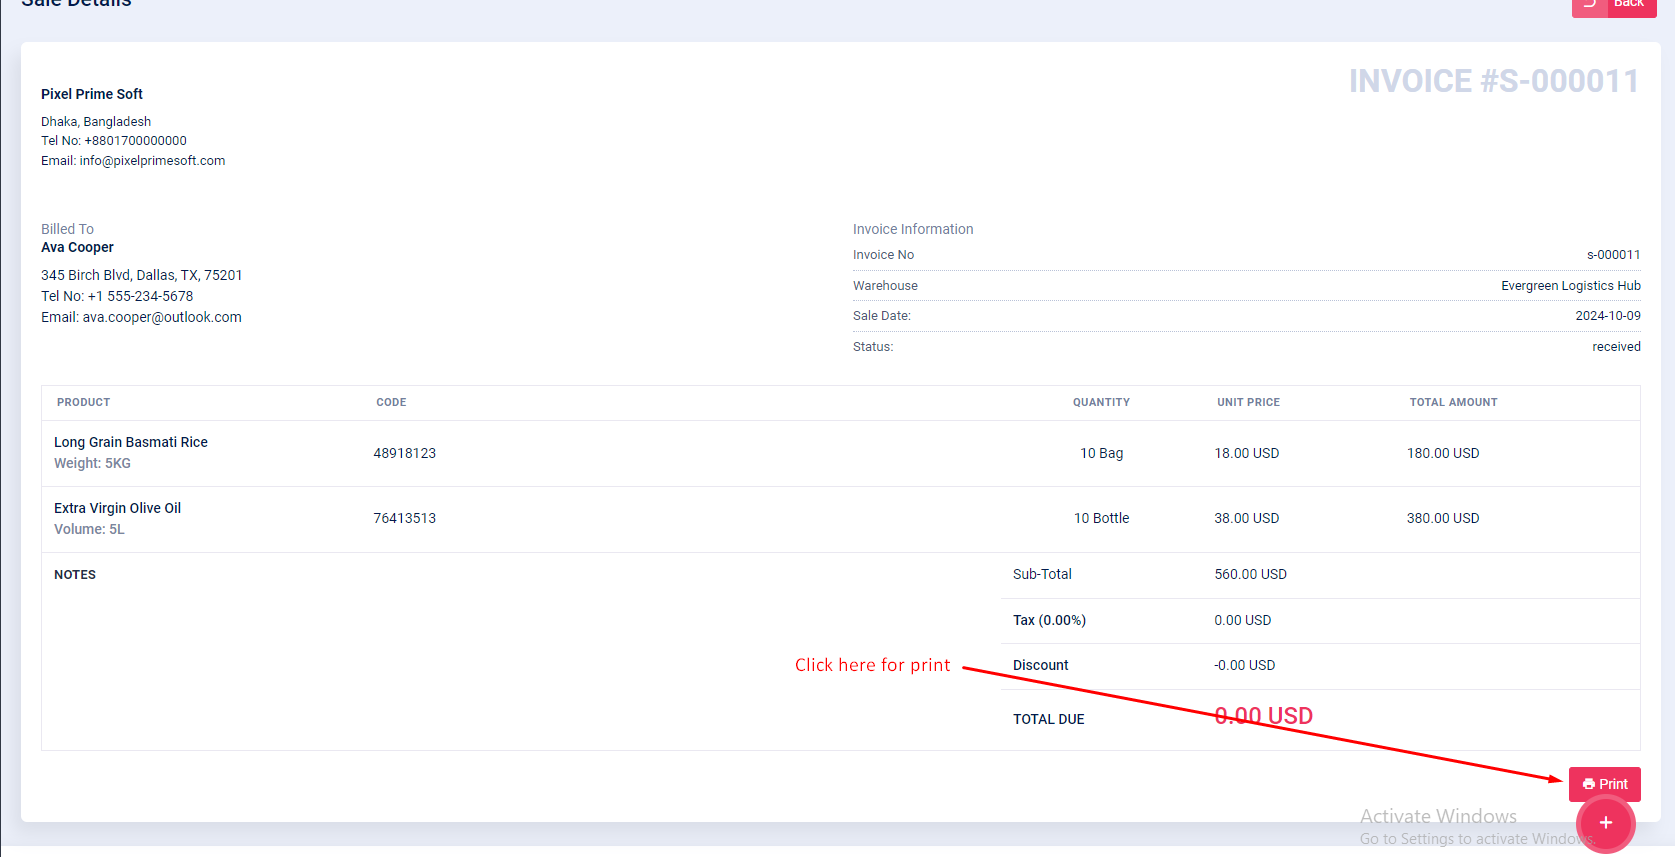 Sale Details
Back
INVOICE #S-000011
Pixel Prime Soft
Dhaka, Bangladesh
Tel No: +8801700000000
Email: info@pixelprimesoft.com
Billed To
Ava Cooper
345 Birch Blvd, Dallas, TX, 75201
Tel No: +1 555-234-5678
Email: ava.cooper@outlook.com
Invoice Information
Invoice No s-000011
Warehouse Evergreen Logistics Hub
Sale Date: 2024-10-09
Status: received
PRODUCT CODE QUANTITY UNIT PRICE TOTAL AMOUNT
Long Grain Basmati Rice
Weight: 5KG
48918123 10 Bag 18.00 USD 180.00 USD
Extra Virgin Olive Oil
Volume: 5L
76413513 10 Bottle 38.00 USD 380.00 USD
NOTES
Sub-Total 560.00 USD
Tax (0.00%) 0.00 USD
Click here for print
Discount -0.00 USD
TOTAL DUE 0.00 USD
Print
+
Activate Windows
Go to Settings to activate Windows.